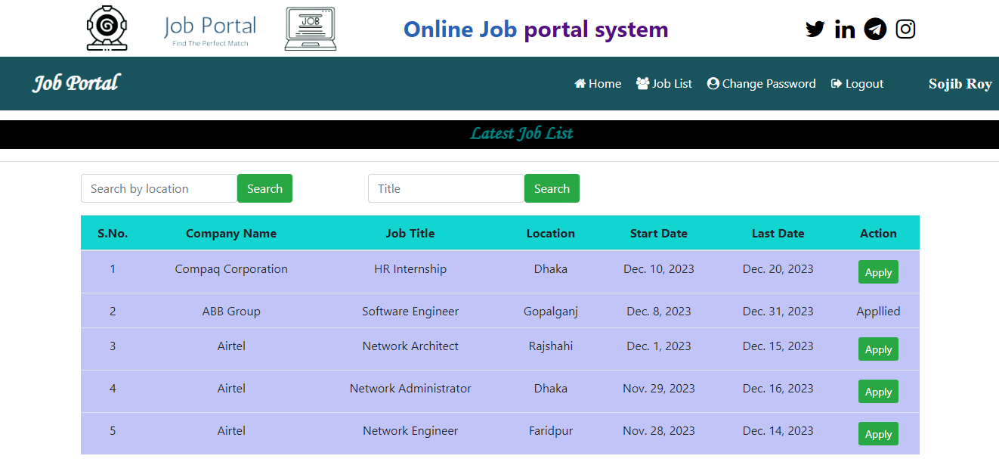 Job Portal
Find The Perfect Match
JOB
Online Job portal system
Job Portal Home Job List Change Password Logout Sojib Roy
Latest Job List
Search by location Search Title Search
S.No. Company Name Job Title Location Start Date Last Date Action
1 Compaq Corporation HR Internship Dhaka Dec. 10, 2023 Dec. 20, 2023 Apply
2 ABB Group Software Engineer Gopalganj Dec. 8, 2023 Dec. 31, 2023 Appllied
3 Airtel Network Architect Rajshahi Dec. 1, 2023 Dec. 15, 2023 Apply
4 Airtel Network Administrator Dhaka Nov. 29, 2023 Dec. 16, 2023 Apply
5 Airtel Network Engineer Faridpur Nov. 28, 2023 Dec. 14, 2023 Apply